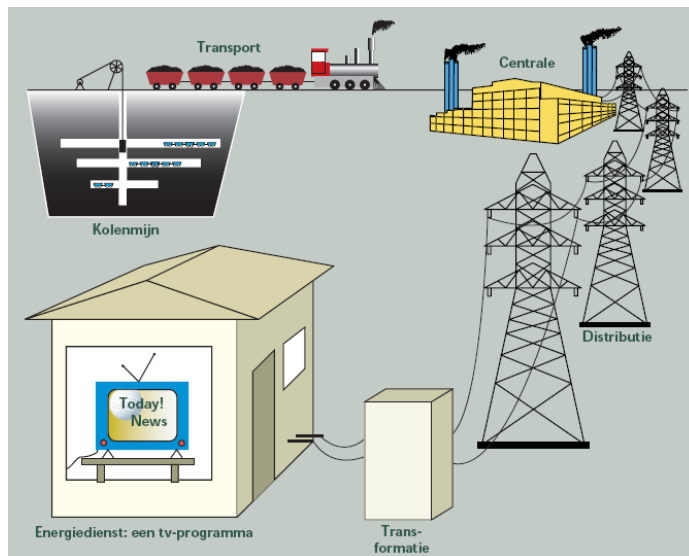 Transport
Centrale
Kolenmijn
Distributie
Today!
News
Energiedienst: een tv-programma
Trans-
formatie